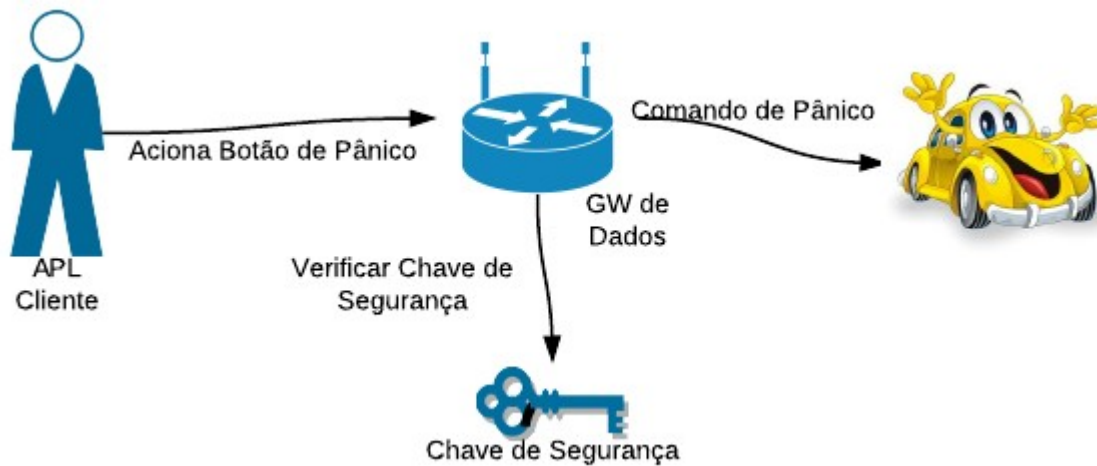 Aciona Botão de Pânico
Comando de Pânico
GW de
Dados
APL
Cliente
Verificar Chave de
Segurança
Chave de Segurança